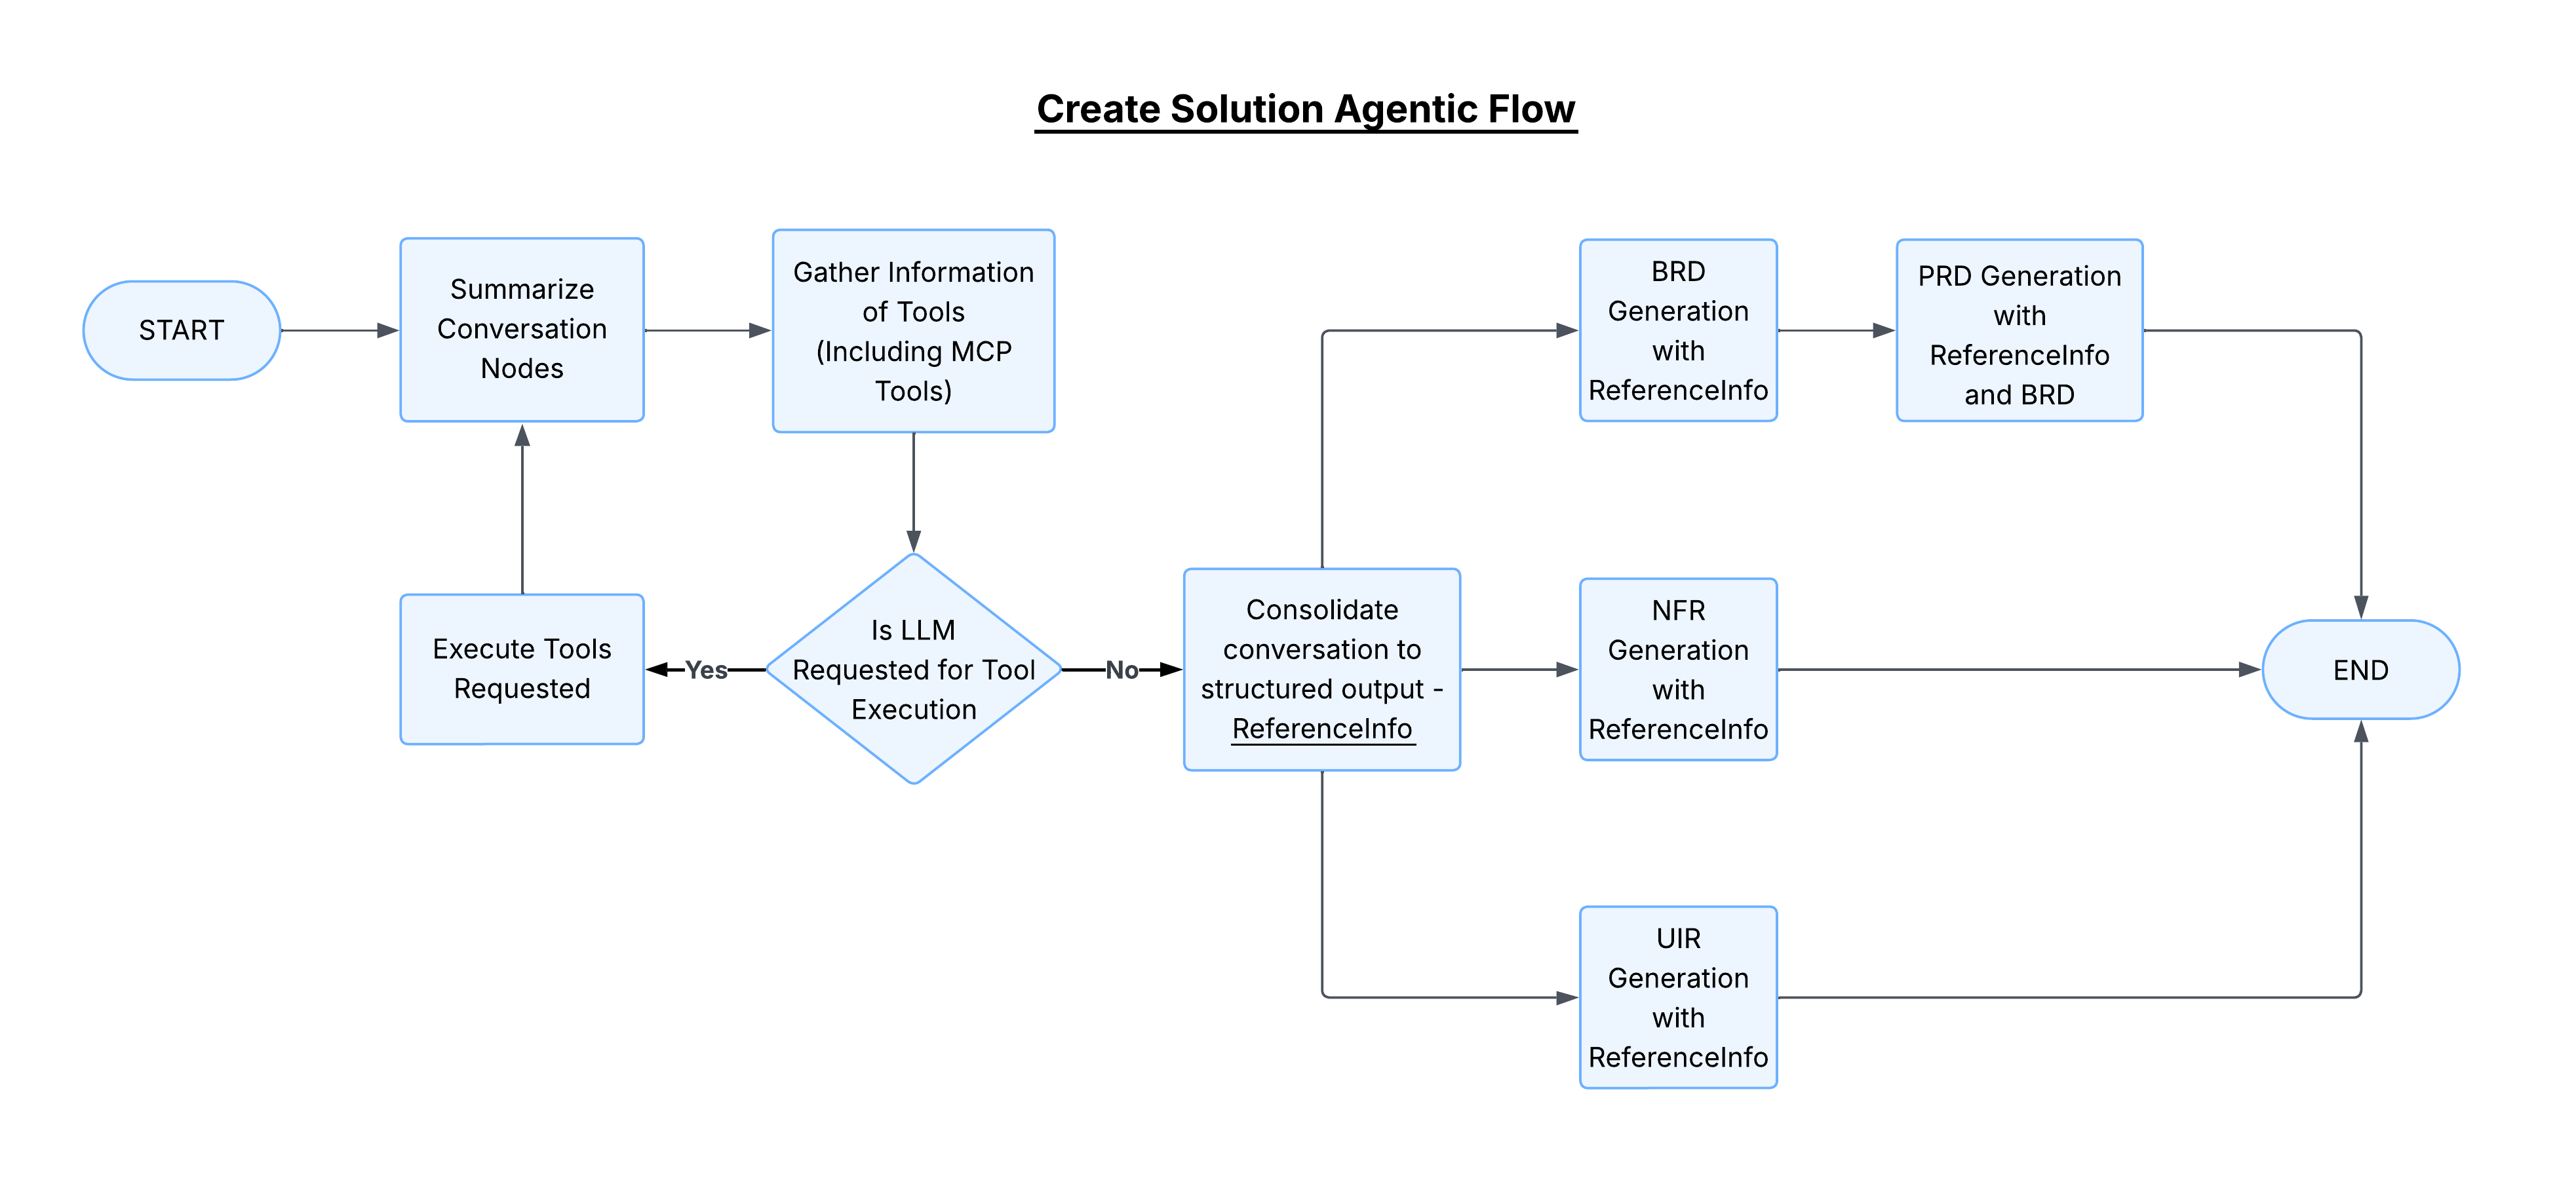 Create Solution Agentic Flow
START
Summarize
Conversation
Nodes
Gather Information
of Tools
(Including MCP
Tools)
Is LLM
Requested for Tool
Execution
Yes
Execute Tools
Requested
No
Consolidate
conversation to
structured output -
ReferenceInfo
BRD
Generation
with
ReferenceInfo
PRD Generation
with
ReferenceInfo
and BRD
NFR
Generation
with
ReferenceInfo
UIR
Generation
with
ReferenceInfo
END